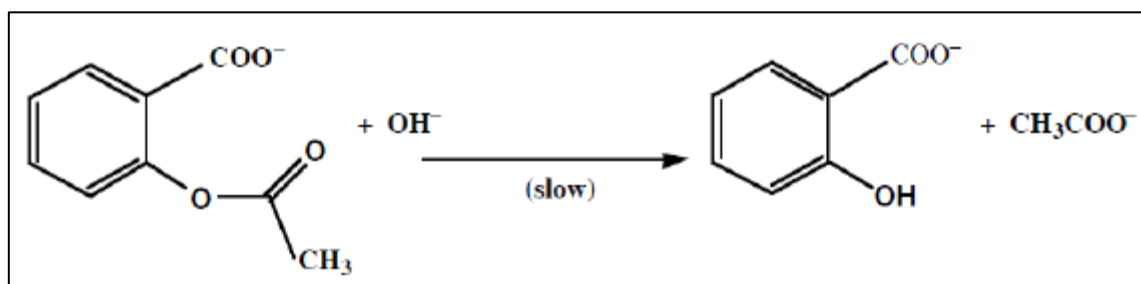 COO⁻
O
O
CH₃
+ OH⁻
(slow)
COO⁻
OH
+ CH₃COO⁻